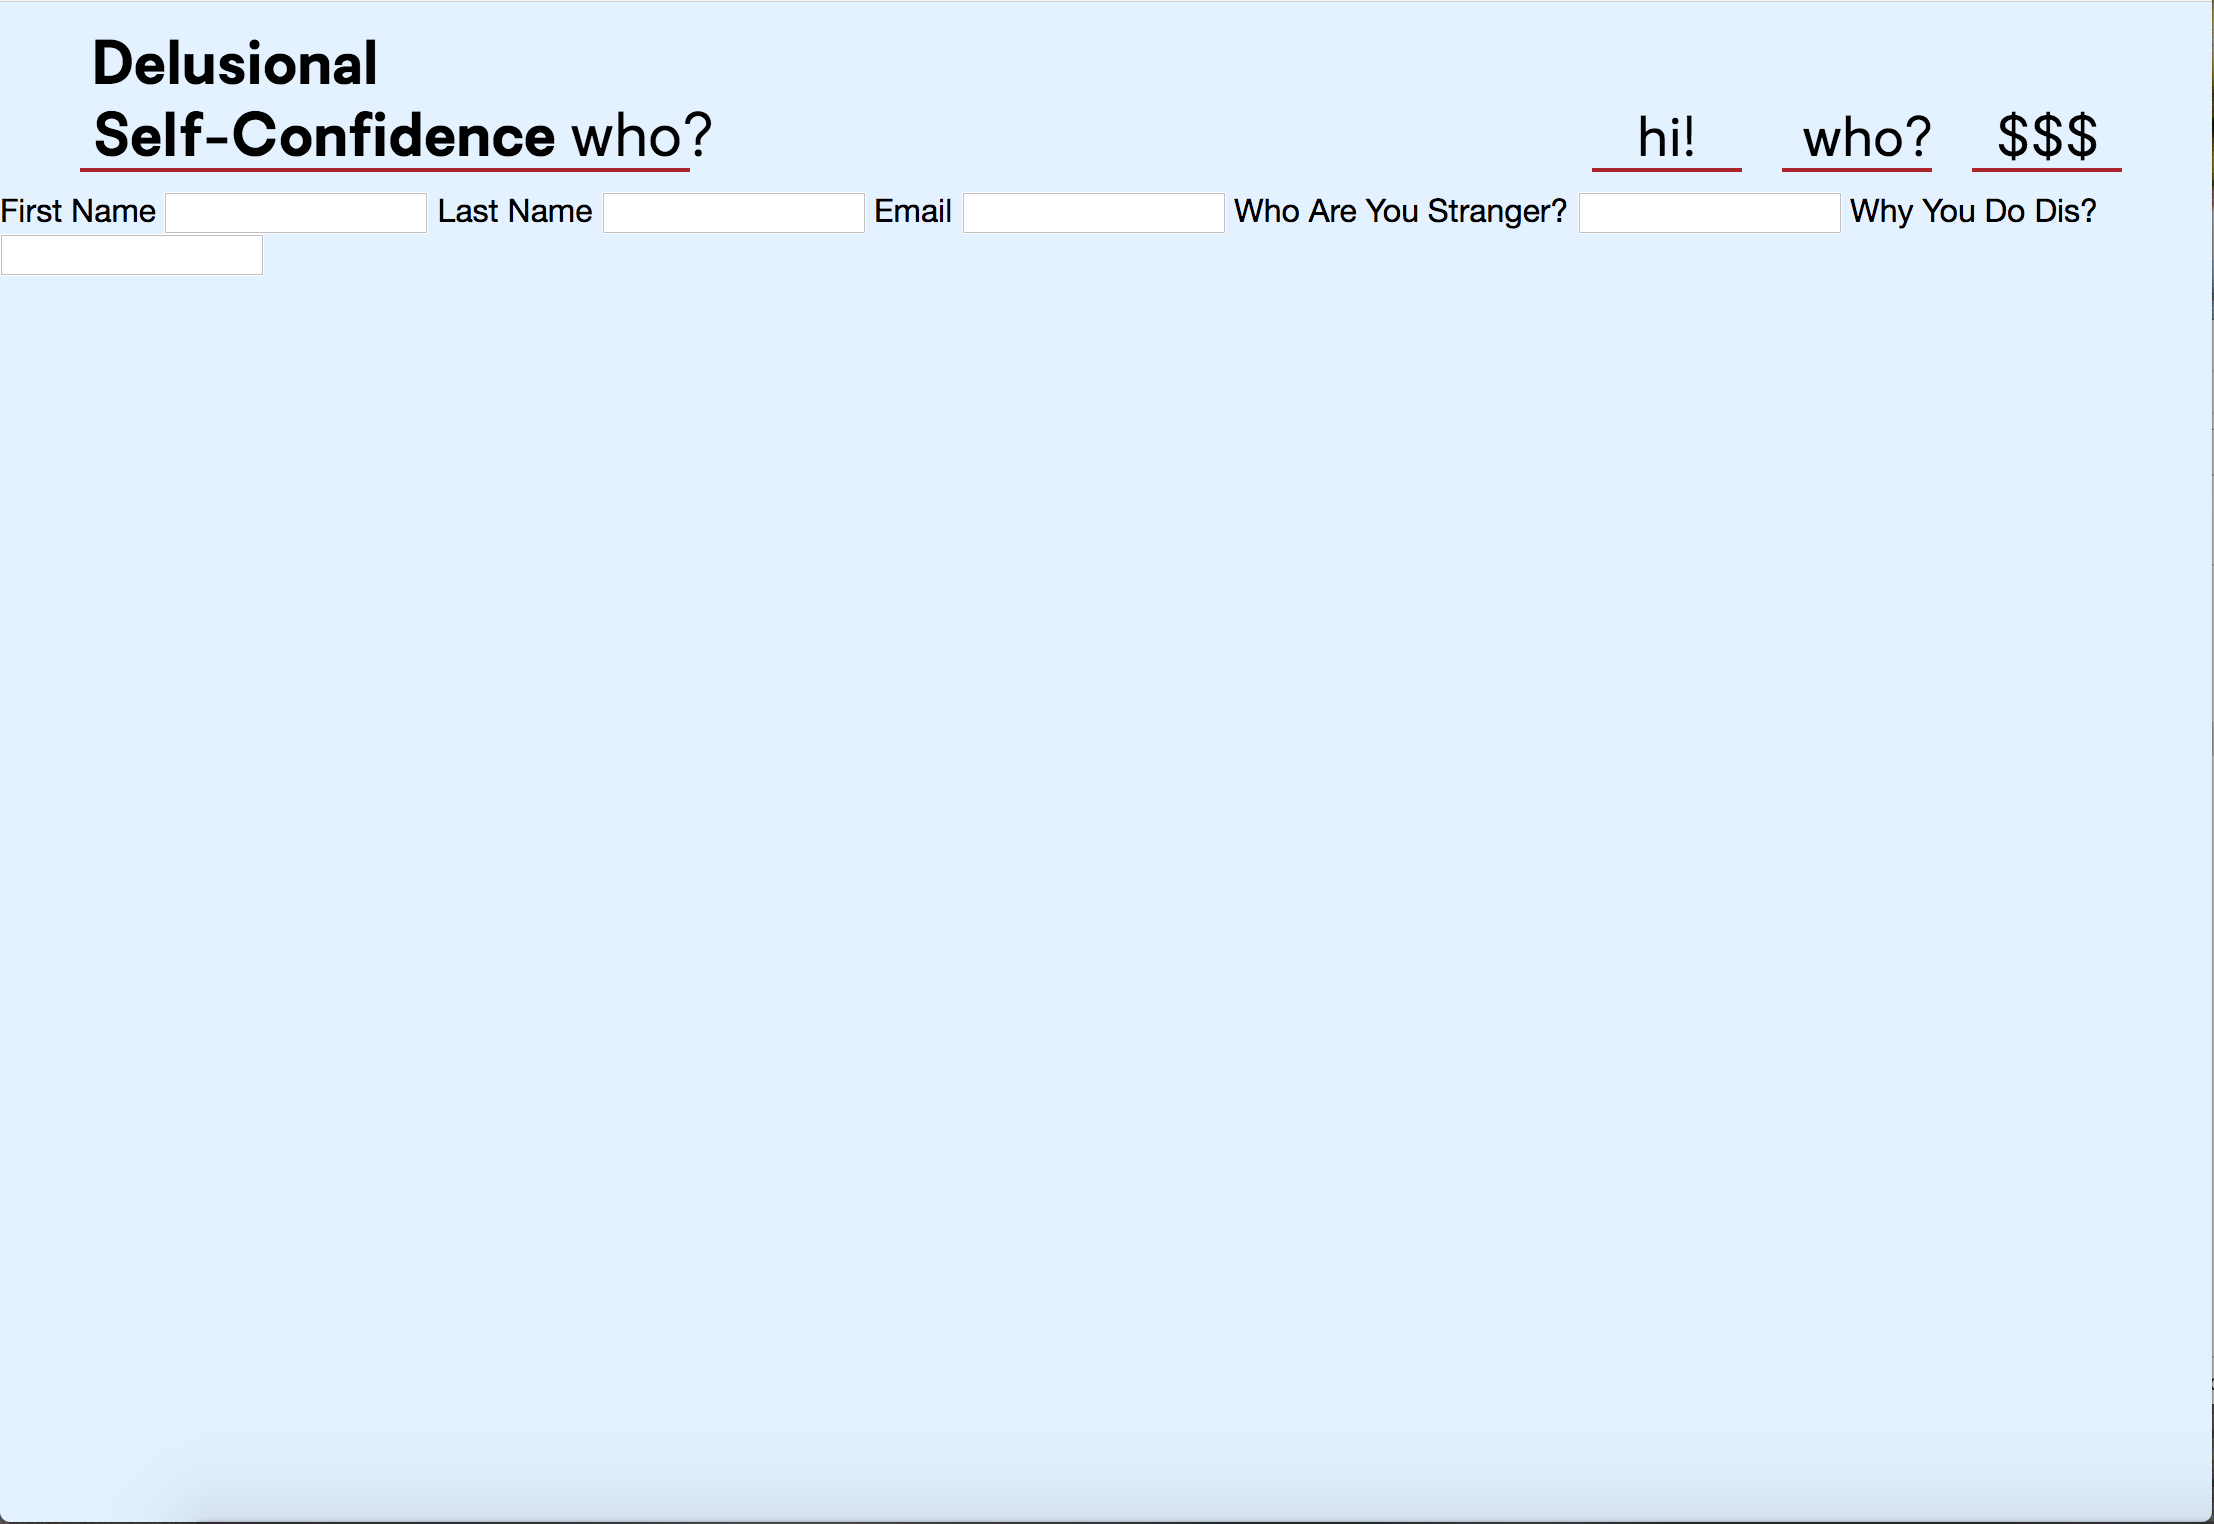 Delusional
Self-Confidence who?
hi! who? $$$
First Name Last Name Email Who Are You Stranger? Why You Do Dis?